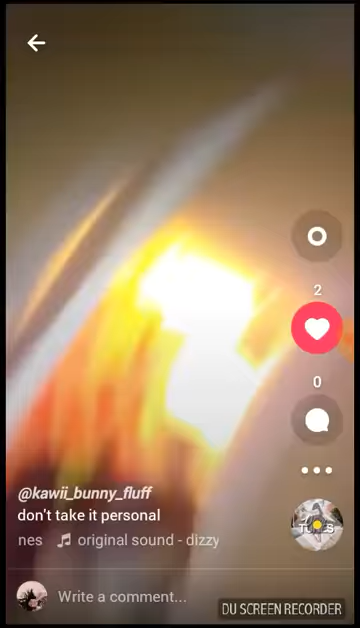 2
0
@kawii_bunny_fluff
don't take it personal
nes original sound - dizzy
Write a comment...
DU SCREEN RECORDER